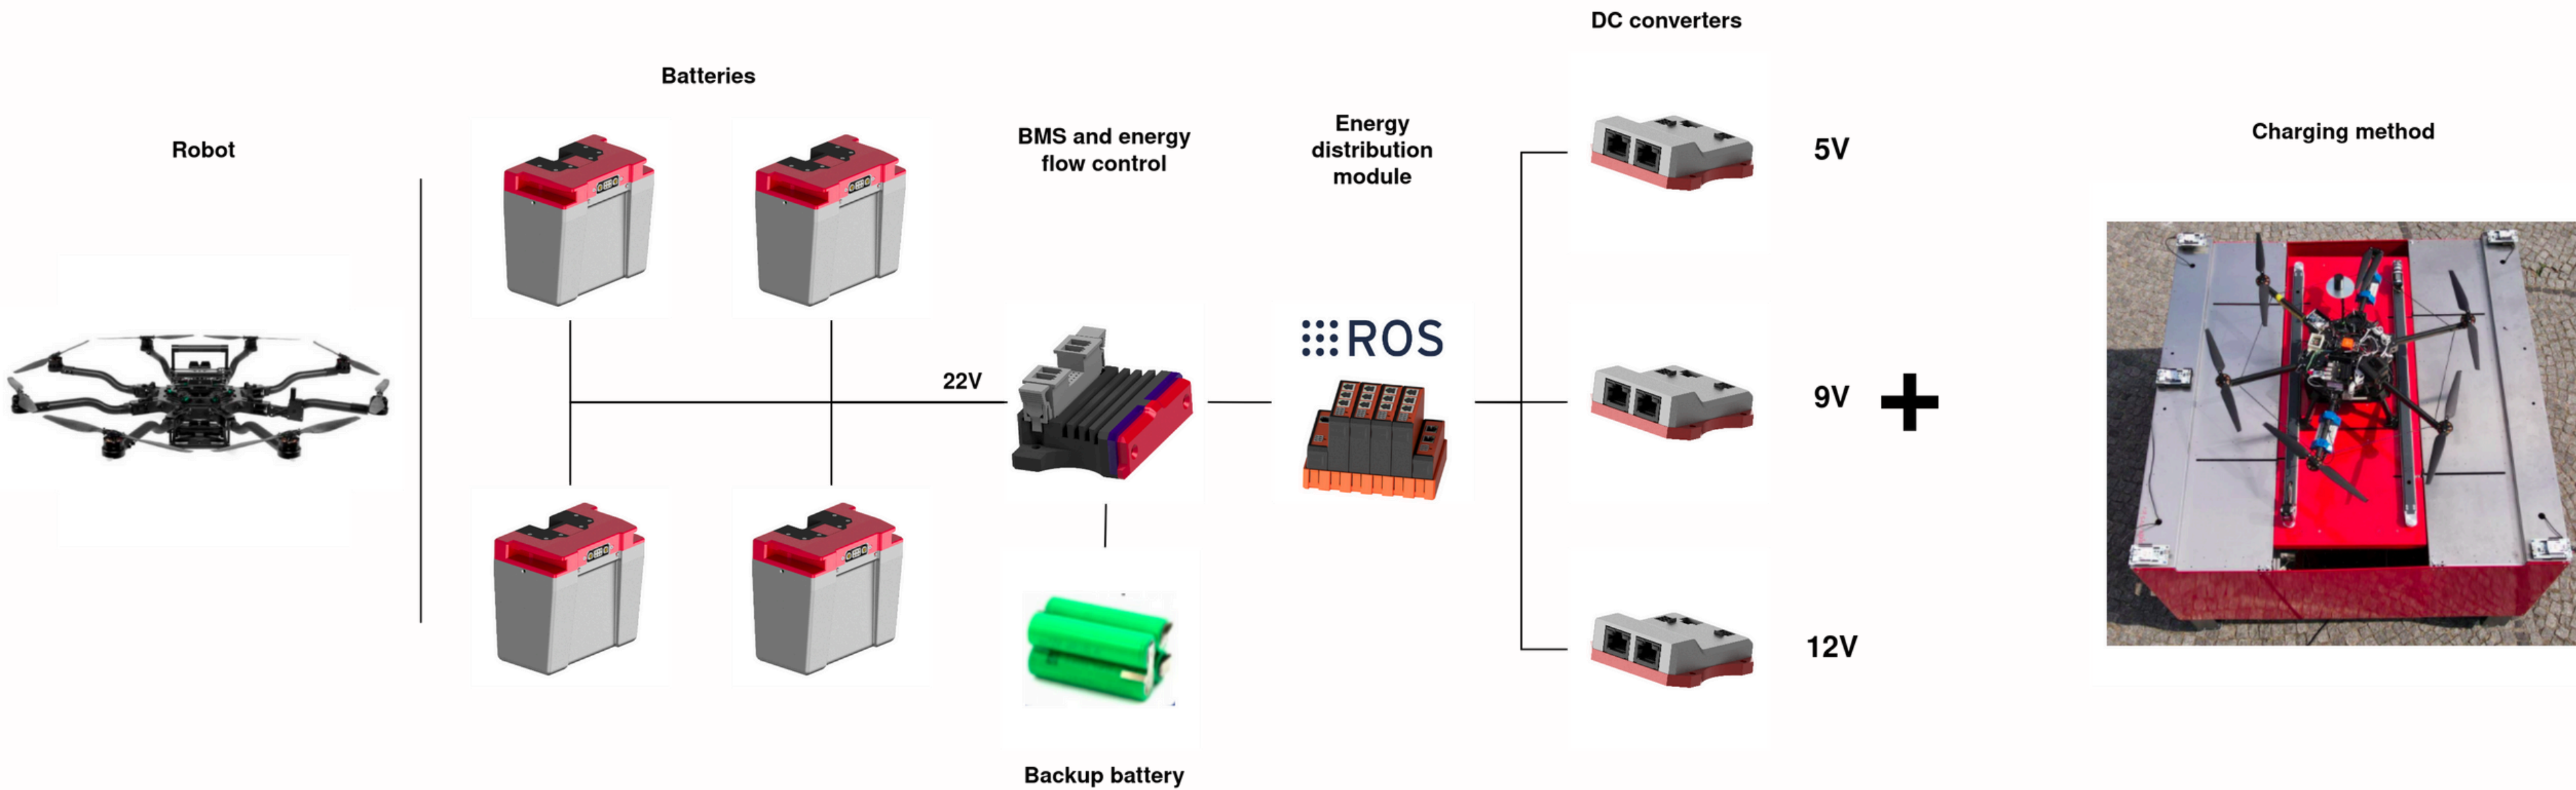 Robot
Batteries
22V
BMS and energy
flow control
Backup battery
Energy
distribution
module
ROS
DC converters
5V
9V
12V
Charging method